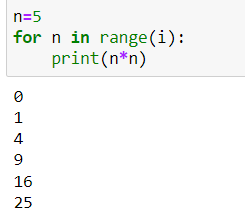 n=5
for n in range(i):
    print(n*n)
0
1
4
9
16
25